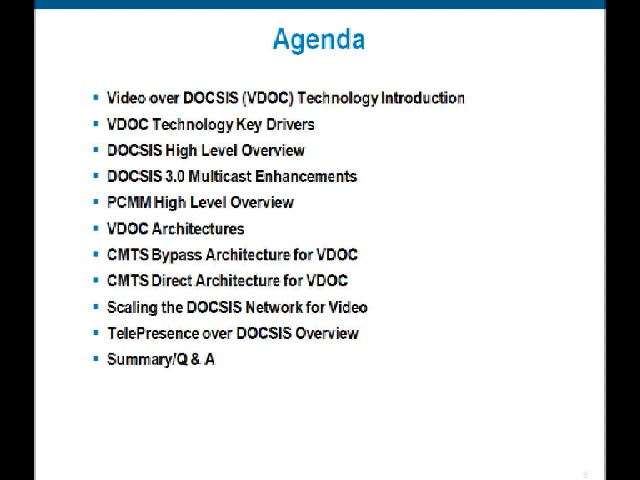 Agenda
Video over DOCSIS (VDOC) Technology Introduction
VDOC Technology Key Drivers
DOCSIS High Level Overview
DOCSIS 3.0 Multicast Enhancements
PCMM High Level Overview
VDOC Architectures
CMTS Bypass Architecture for VDOC
CMTS Direct Architecture for VDOC
Scaling the DOCSIS Network for Video
TelePresence over DOCSIS Overview
Summary/Q & A